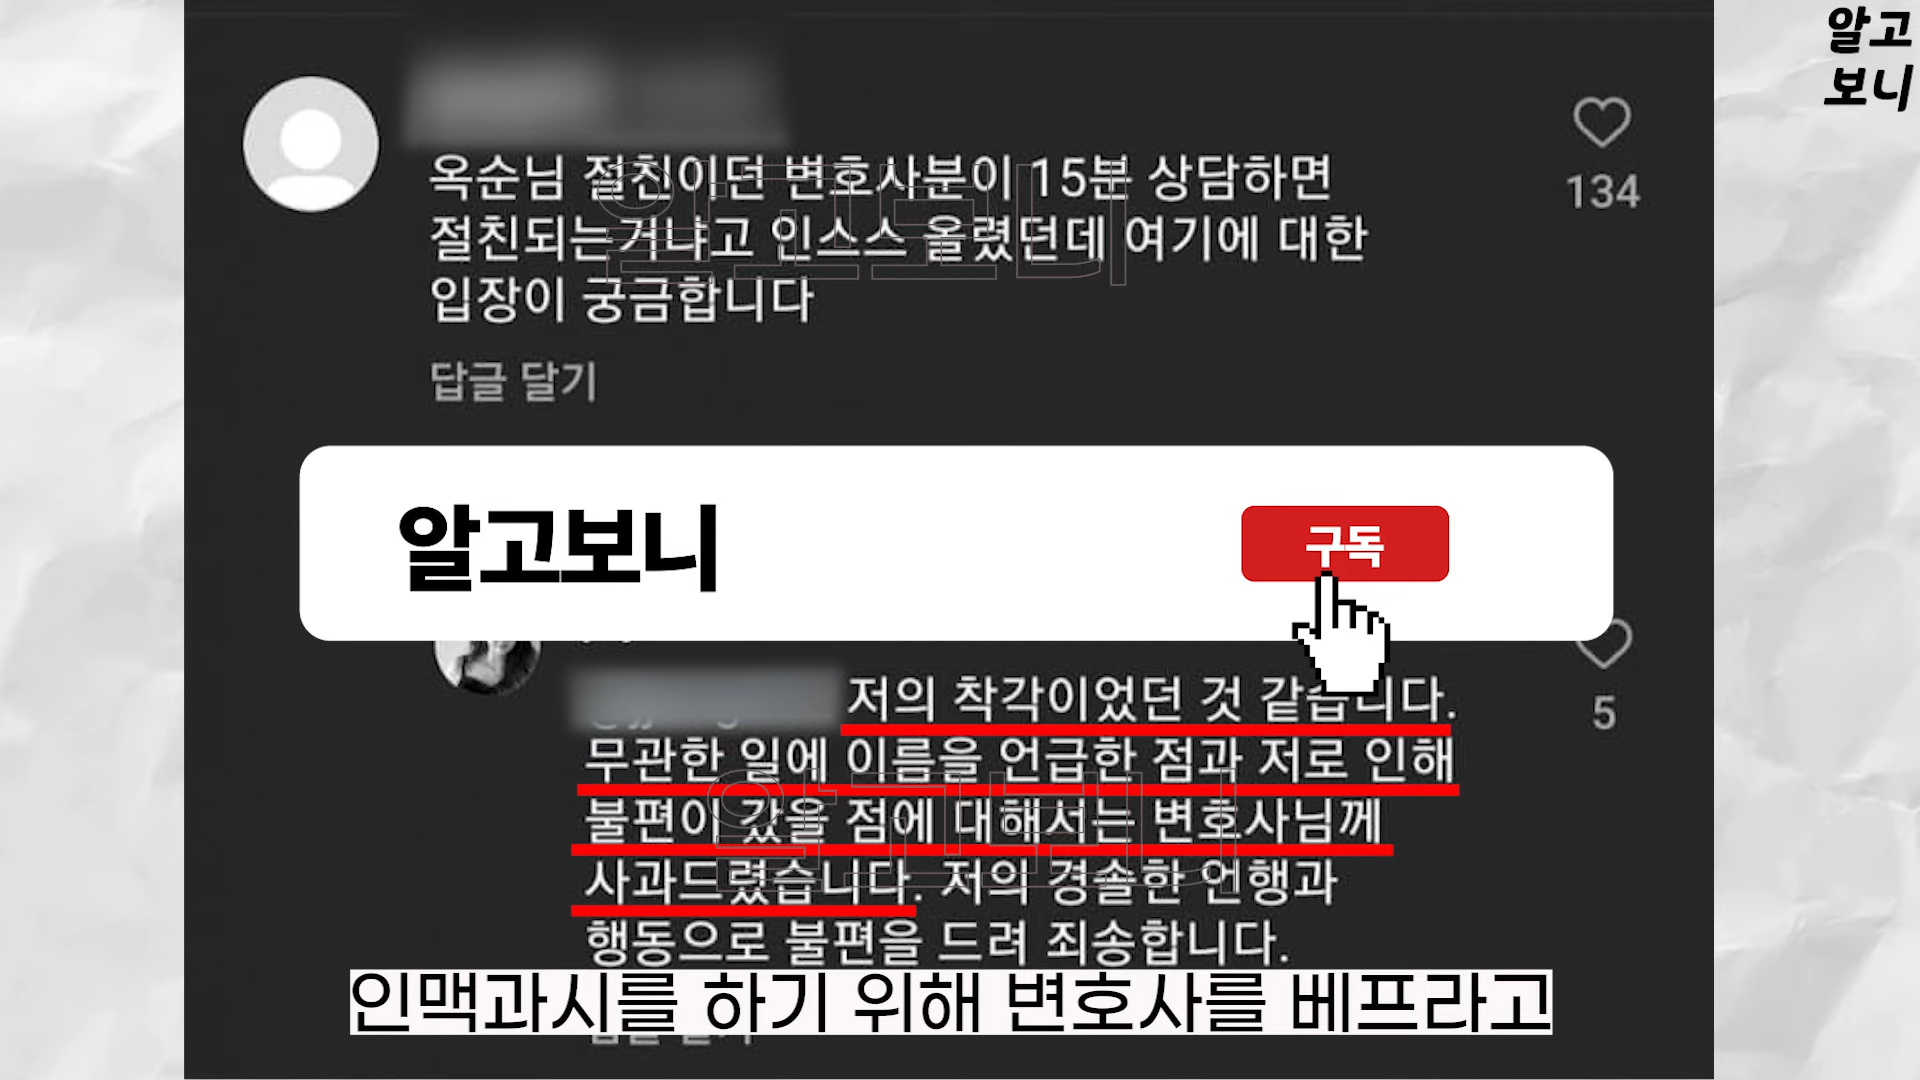 알고
보니
옥순님 절친이던 변호사분이 15분 상담하면
134
절친되는거냐고 인스스 올렸던데 여기에 대한
입장이 궁금합니다
답글 달기
알고보니
구독
저의 착각이었던 것 같습니다.
5
무관한 일에 이름을 언급한 점과 저로 인해
불편이 갔을 점에 대해서는 변호사님께
사과드렸습니다. 저의 경솔한 언행과
행동으로 불편을 드려 죄송합니다.
인맥과시를 하기 위해 변호사를 베프라고
알고보니
알고보니